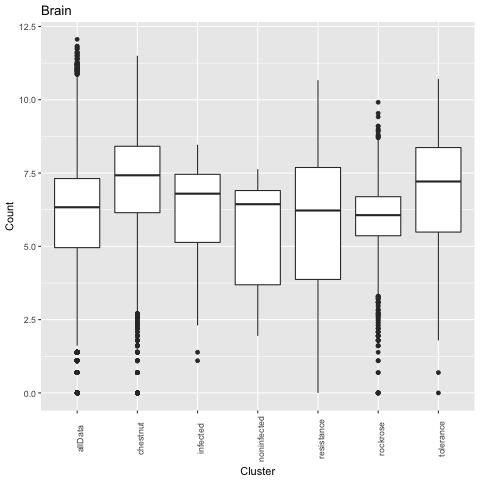 Brain
12.5
10.0
7.5
5.0
2.5
0.0
Count
allData
chestnut
infected
noninfected
resistance
rockrose
tolerance
Cluster